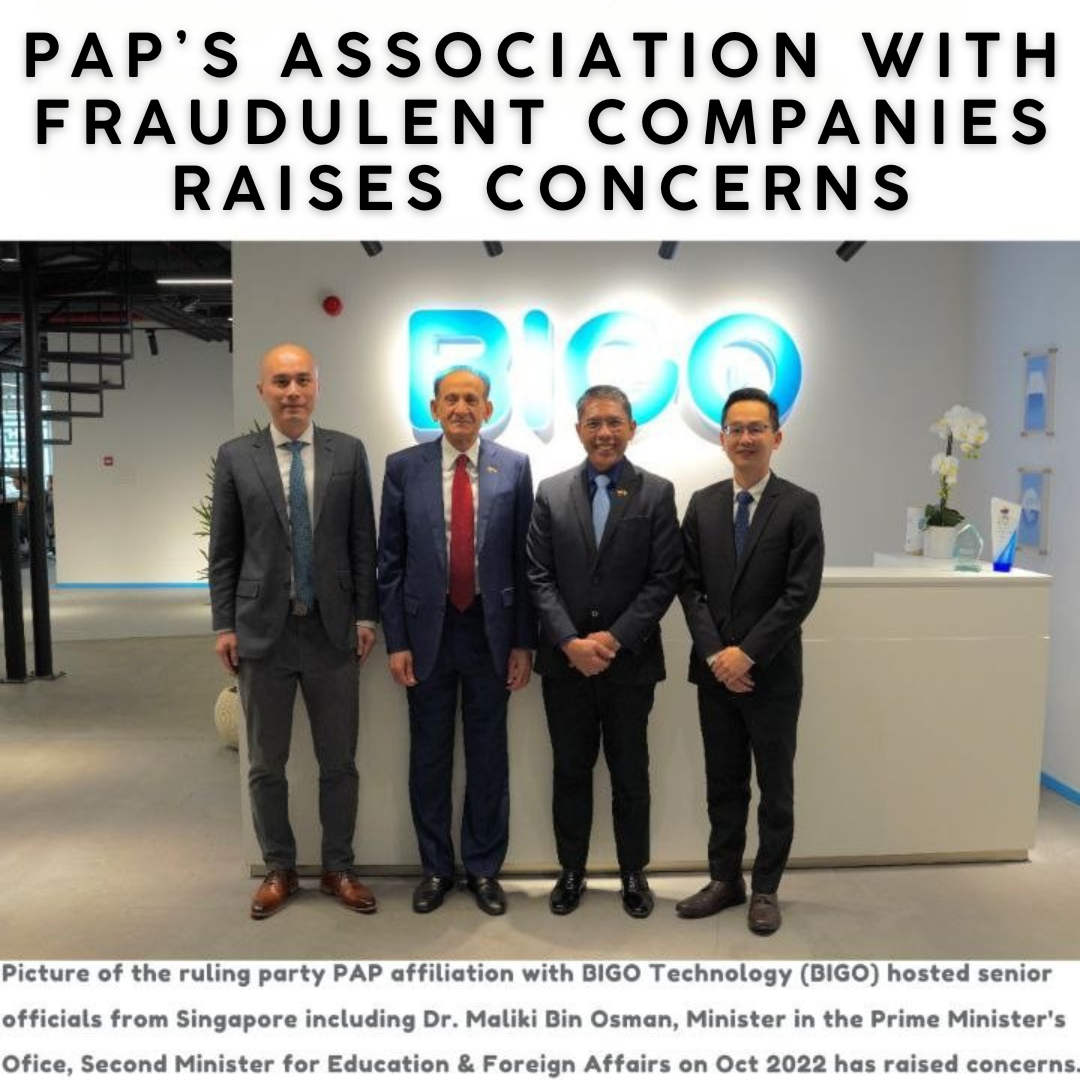 PAP'S ASSOCIATION WITH
FRAUDULENT COMPANIES
RAISES CONCERNS
BIGO
Picture of the ruling party PAP affiliation with BIGO Technology (BIGO) hosted senior
officials from Singapore including Dr. Maliki Bin Osman, Minister in the Prime Minister's
Ofice, Second Minister for Education & Foreign Affairs on Oct 2022 has raised concerns.